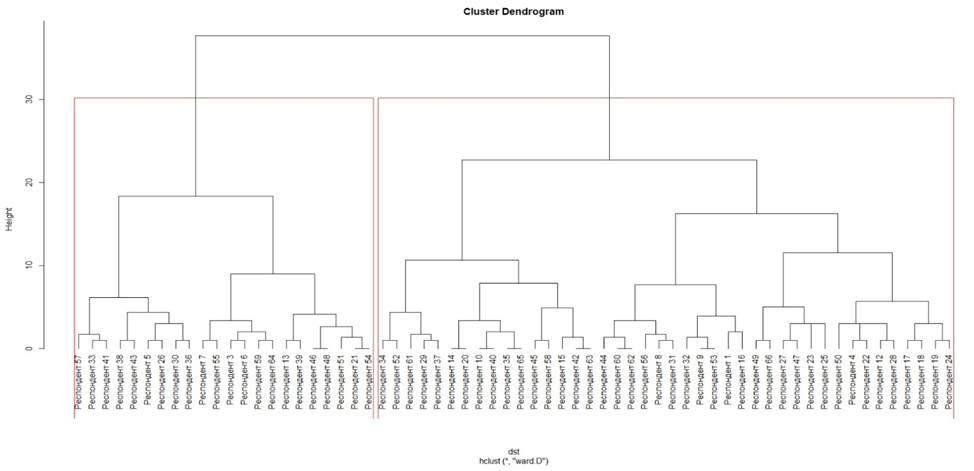 Cluster Dendrogram
Height
30
20
10
0
Респондент 57
Респондент 33
Респондент 41
Респондент 38
Респондент 43
Респондент 5
Респондент 26
Респондент 30
Респондент 36
Респондент 7
Респондент 55
Респондент 3
Респондент 6
Респондент 59
Респондент 64
Респондент 13
Респондент 39
Респондент 46
Респондент 48
Респондент 51
Респондент 21
Респондент 54
Респондент 34
Респондент 52
Респондент 61
Респондент 29
Респондент 37
Респондент 14
Респондент 20
Респондент 10
Респондент 40
Респондент 35
Респондент 65
Респондент 45
Респондент 58
Респондент 15
Респондент 42
Респондент 63
Респондент 44
Респондент 60
Респондент 62
Респондент 56
Респондент 8
Респондент 31
Респондент 32
Респондент 9
Респондент 53
Респондент 1
Респондент 16
Респондент 49
Респондент 66
Респондент 27
Респондент 47
Респондент 23
Респондент 25
Респондент 50
Респондент 4
Респондент 22
Респондент 12
Респондент 28
Респондент 17
Респондент 18
Респондент 19
Респондент 24
dst
hclust (*, "ward.D")